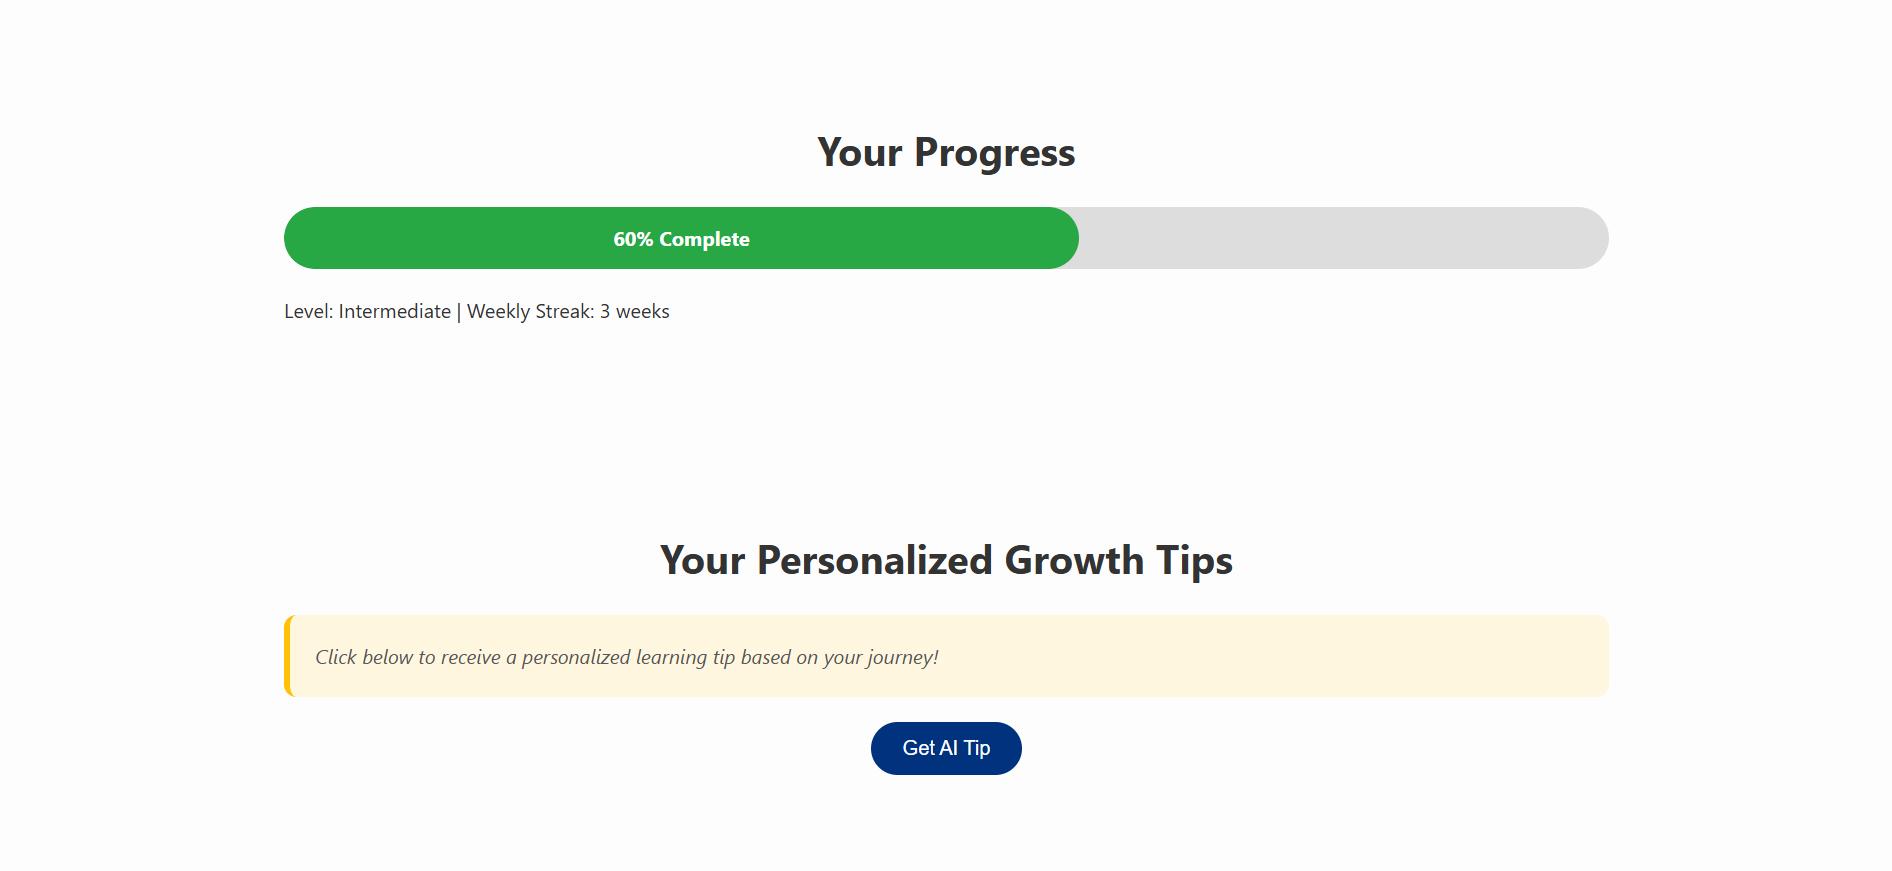 Your Progress
60% Complete
Level: Intermediate | Weekly Streak: 3 weeks
Your Personalized Growth Tips
Click below to receive a personalized learning tip based on your journey!
Get AI Tip